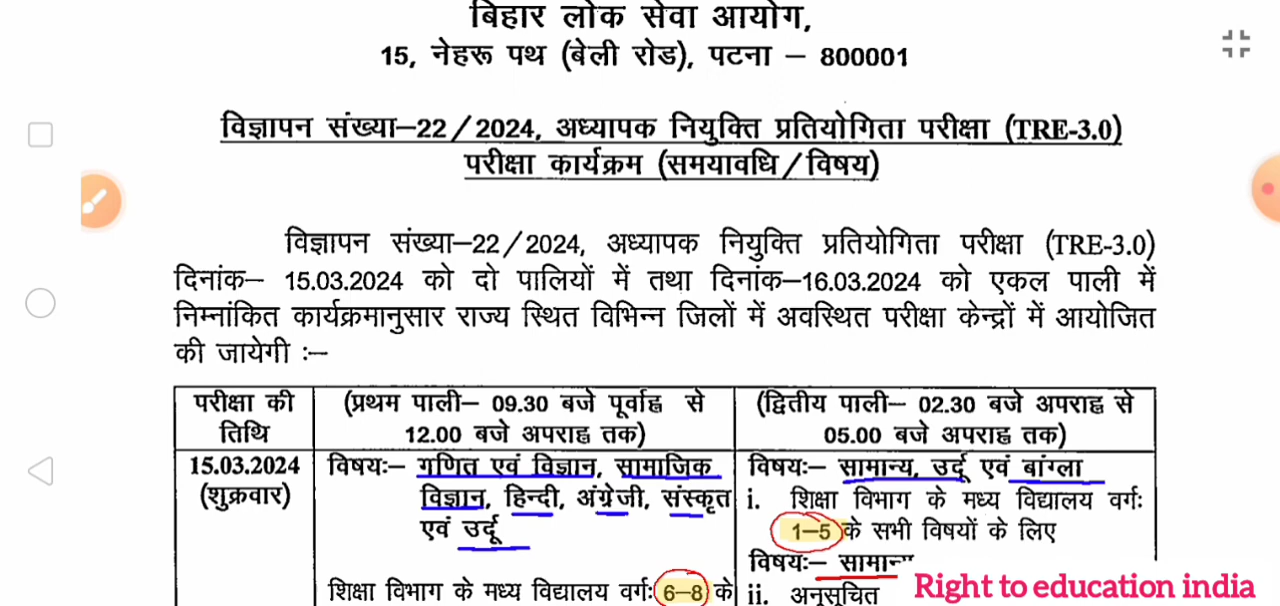 बिहार लोक सेवा आयोग,
15, नेहरू पथ (बेली रोड), पटना – 800001
विज्ञापन संख्या–22/2024, अध्यापक नियुक्ति प्रतियोगिता परीक्षा (TRE-3.0)
परीक्षा कार्यक्रम (समयावधि/विषय)
विज्ञापन संख्या–22/2024, अध्यापक नियुक्ति प्रतियोगिता परीक्षा (TRE-3.0)
दिनांक– 15.03.2024 को दो पालियों में तथा दिनांक–16.03.2024 को एकल पाली में
निम्नांकित कार्यक्रमानुसार राज्य स्थित विभिन्न जिलों में अवस्थित परीक्षा केन्द्रों में आयोजित
की जायेगी :–
परीक्षा की
तिथि
(प्रथम पाली– 09.30 बजे पूर्वाह्न से
12.00 बजे अपराह्न तक)
(द्वितीय पाली– 02.30 बजे अपराह्न से
05.00 बजे अपराह्न तक)
15.03.2024
(शुक्रवार)
विषयः– गणित एवं विज्ञान, सामाजिक
विज्ञान, हिन्दी, अंग्रेजी, संस्कृत
एवं उर्दू
शिक्षा विभाग के मध्य विद्यालय वर्गः 6–8 के
विषयः– सामान्य, उर्दू एवं बांग्ला
i. शिक्षा विभाग के मध्य विद्यालय वर्गः
1–5 के सभी विषयों के लिए
विषयः–
ii. अनुसूचित
Right to education india